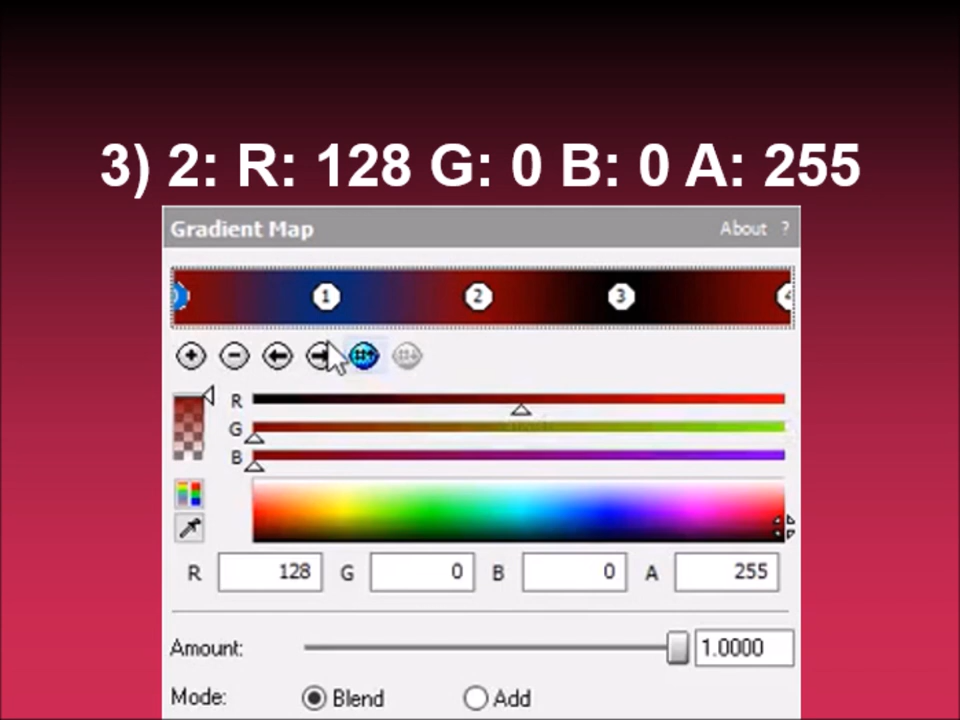 3) 2: R: 128 G: 0 B: 0 A: 255
Gradient Map About ?
1 2 3
R
G
B
R 128 G 0 B 0 A 255
Amount: 1.0000
Mode: Blend Add